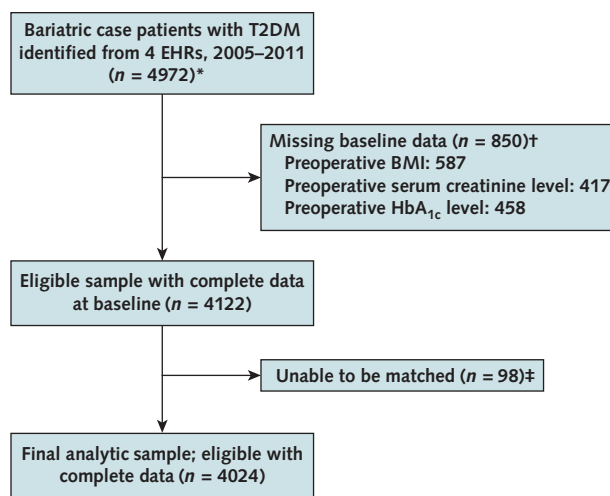 Bariatric case patients with T2DM
identified from 4 EHRs, 2005–2011
(n = 4972)*
Missing baseline data (n = 850)†
Preoperative BMI: 587
Preoperative serum creatinine level: 417
Preoperative HbA1c level: 458
Eligible sample with complete data
at baseline (n = 4122)
Unable to be matched (n = 98)‡
Final analytic sample; eligible with
complete data (n = 4024)